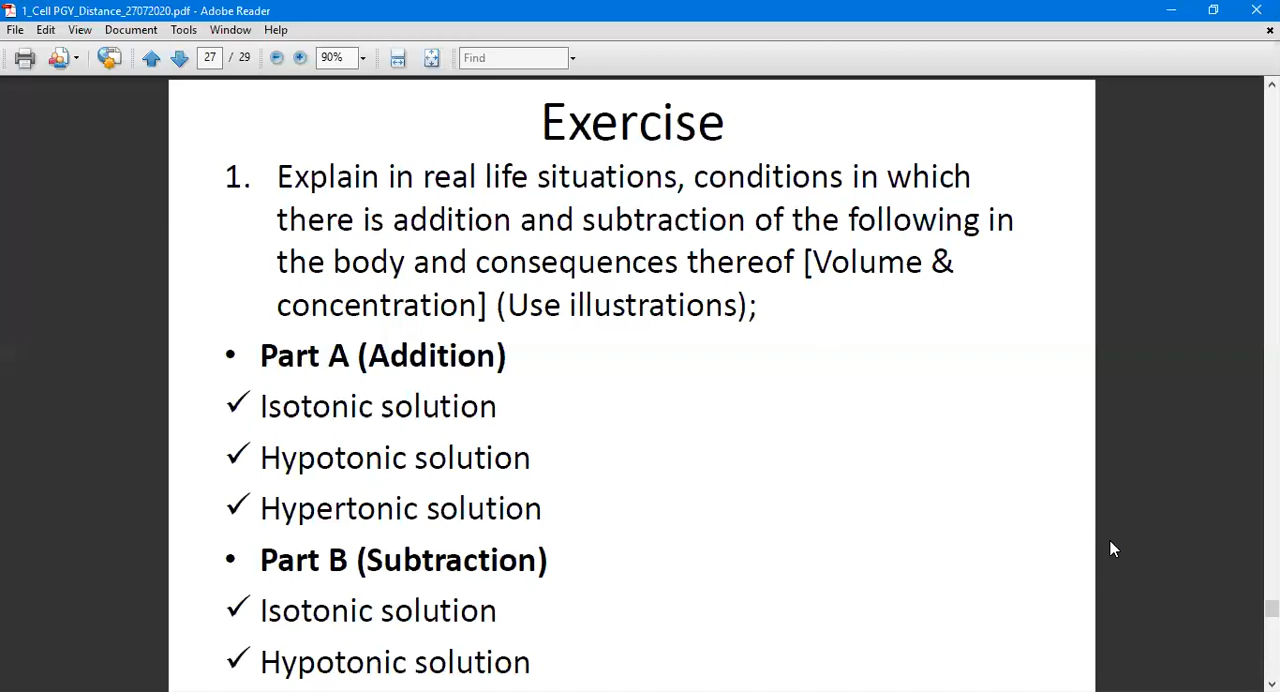 1_Cell PGY_Distance_27072020.pdf - Adobe Reader
File Edit View Document Tools Window Help
27 / 29 90% Find
Exercise
1. Explain in real life situations, conditions in which
there is addition and subtraction of the following in
the body and consequences thereof [Volume &
concentration] (Use illustrations);
• Part A (Addition)
✓ Isotonic solution
✓ Hypotonic solution
✓ Hypertonic solution
• Part B (Subtraction)
✓ Isotonic solution
✓ Hypotonic solution